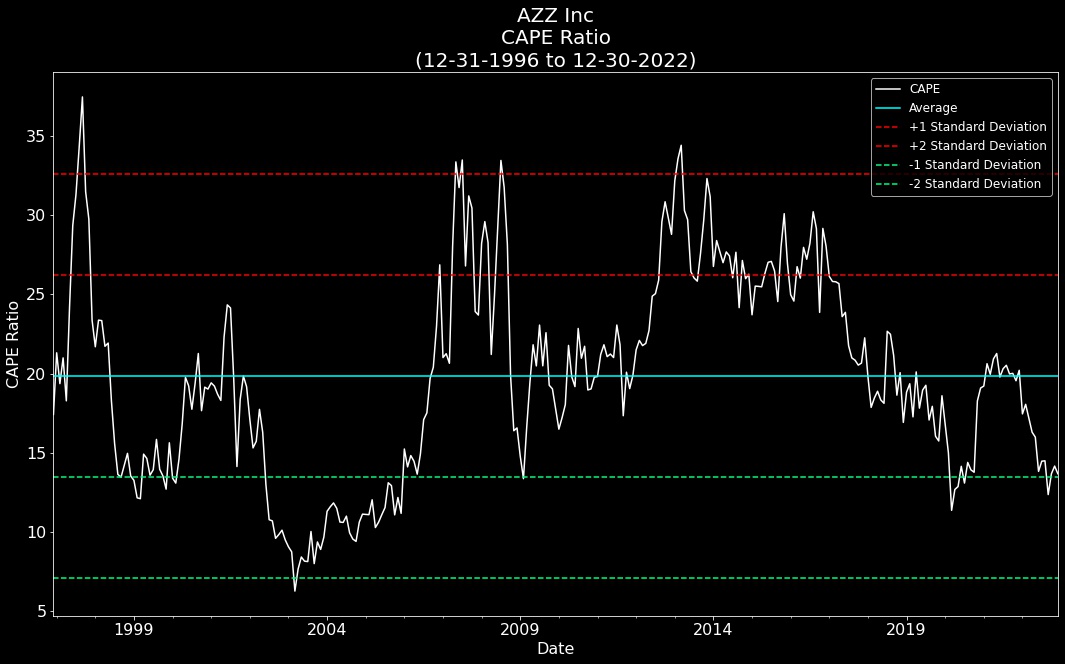 AZZ Inc
CAPE Ratio
(12-31-1996 to 12-30-2022)
CAPE
Average
+1 Standard Deviation
+2 Standard Deviation
-1 Standard Deviation
-2 Standard Deviation
CAPE Ratio
35
30
25
20
15
10
5
1999
2004
2009
2014
2019
Date